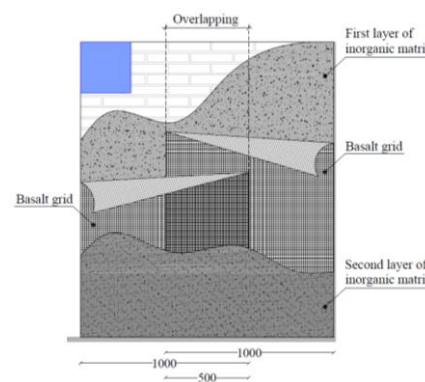 Overlapping
First layer of
inorganic matri
Basalt grid
Basalt grid
Second layer of
inorganic matri
1000
1000
500